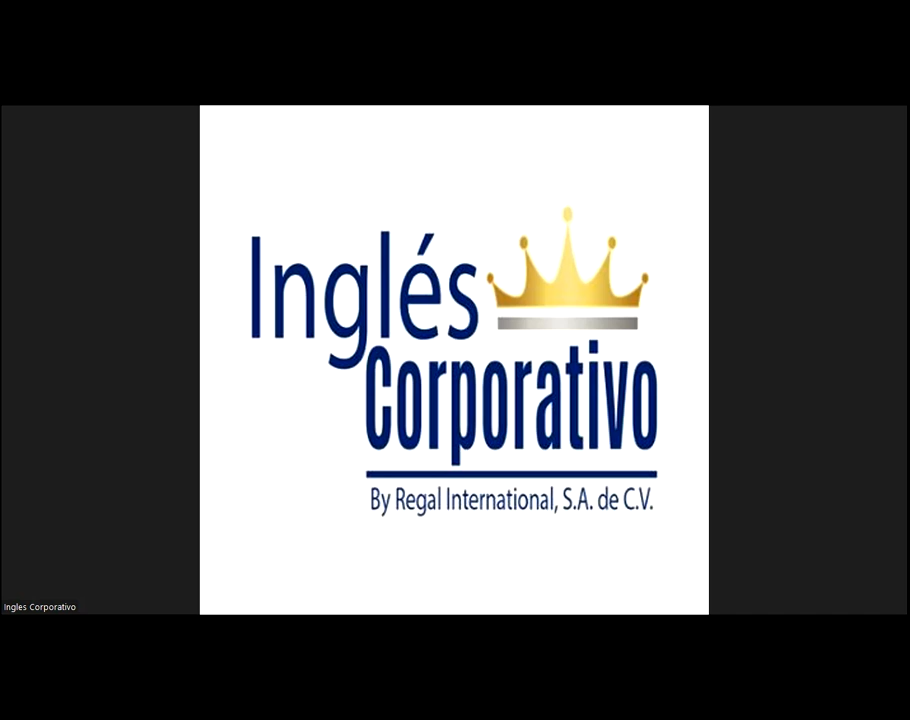 Inglés
Corporativo
By Regal International, S.A. de C.V.
Ingles Corporativo